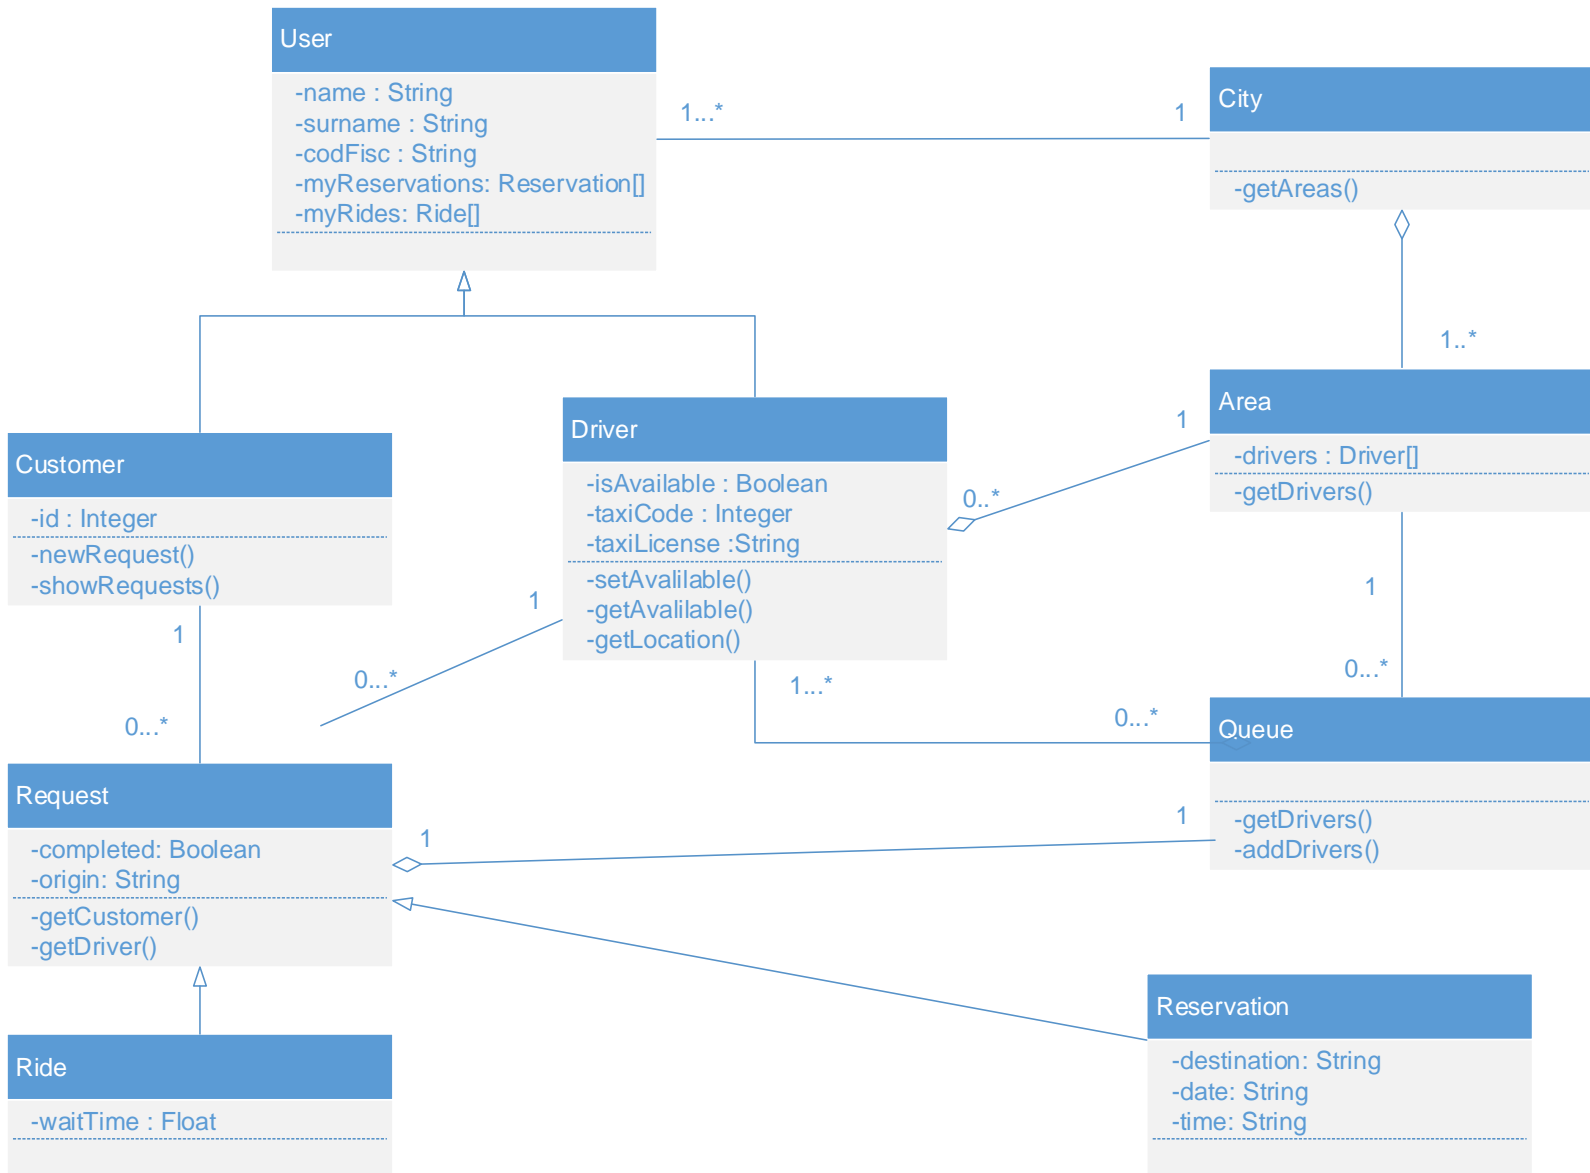 User
-name : String
-surname : String
-codFisc : String
-myReservations: Reservation[]
-myRides: Ride[]
1...*
1
City
-getAreas()
1..*
Customer
-id : Integer
-newRequest()
-showRequests()
Driver
-isAvailable : Boolean
-taxiCode : Integer
-taxiLicense :String
-setAvalilable()
-getAvalilable()
-getLocation()
0..*
1
Area
-drivers : Driver[]
-getDrivers()
1
0...*
1
0...*
1...*
0...*
1
0...*
Queue
-getDrivers()
-addDrivers()
Request
-completed: Boolean
-origin: String
-getCustomer()
-getDriver()
1
1
Ride
-waitTime : Float
Reservation
-destination: String
-date: String
-time: String